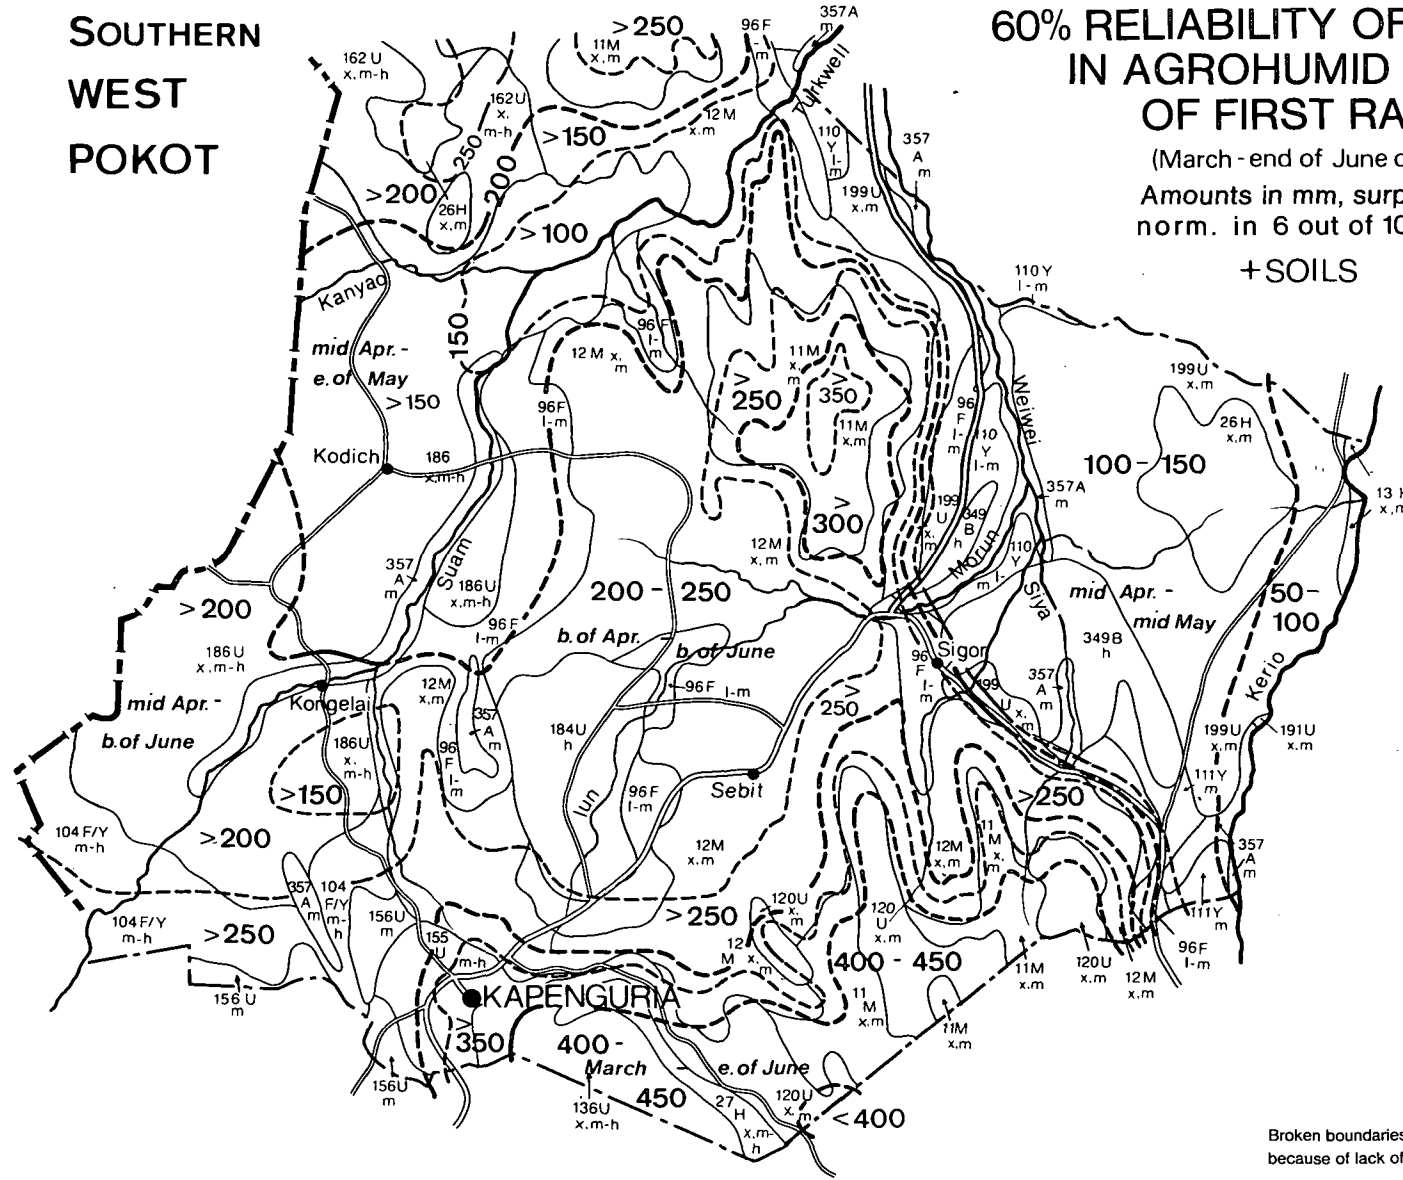 SOUTHERN
WEST
POKOT
60% RELIABILITY OF
IN AGROHUMID
OF FIRST RA
(March - end of June o
Amounts in mm, surp
norm. in 6 out of 10
+SOILS
>250
11M
x,m
96F
I-m
357A
m
162U
x,m-h
162U
x,
m-h
>150
12M
x.m
Turkwell
110
Y I-
m
357
A
m
199U
x.m
250
200
>200
26H
x,m
>100
110Y
I-m
Kanyao
150
mid Apr.-
e. of May
>150
96F
I-
m
12M x,
m
11M
x,
m
>
250
>
350
11M
x,m
96F
I-m
96
F
I-
m
110
Y
I-m
Weiwei
199U
x,m
26H
x.m
100-150
13
x,m
Kodich
186
x,m-h
357A
m
>
300
199
U
x,
m
349
B
h
Morun
m I-
110
Y
12M
x,m
357
A
m
Suam
186U
x,m-h
96F
I-m
200 - 250
Siya
mid Apr. -
mid May
50-
100
>200
186U
x,m-h
b.of Apr. -
b.of June
Sigor
96
F
I-
m
349B
h
357
A
m
199
U x,
m
Kerio
mid Apr. -
b.of June
Kongelai
12M
x,m
357
A
m
96F I-m
>
250
184U
h
199U
x.m
191U
x.m
186U
x.
m-h
96
F
I-
m
>150
Sebit
96F
I-m
Iun
>250
111Y
m
104F/Y
m-h
>200
12M
x,m
12M
x,m
11
M
x,
m
357
A
m
357
A
m
104
F/Y
m-
h
104F/Y
m-h
>250
156U
m
155
U
m-h
>250
120U
x,
m
12
M x,
m
120
U
x.m
400 - 450
111Y
m
96F
I-m
156U
m
KAPENGURIA
11
M
x.m
11M
x,m
120U
x.m
12M
x,m
11M
x,m
>
350
400 -
March - e. of June
156U
m
136U
x,m-h
450
27
H
x,m-
h
120U
x,m
<400
Broken boundaries
because of lack of